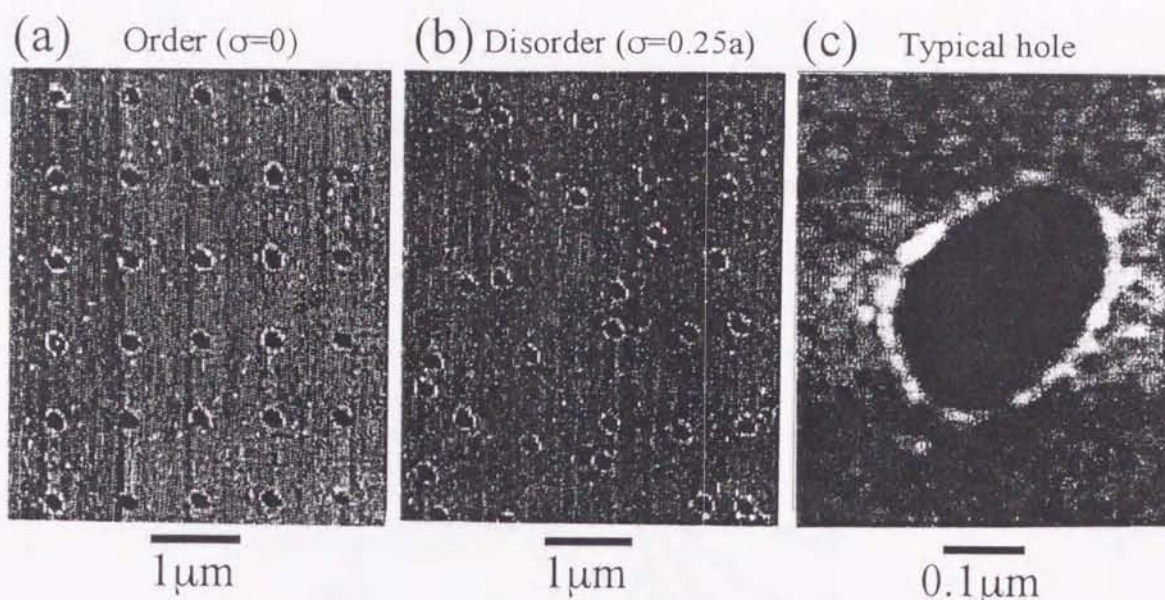 (a) Order (σ=0)
(b) Disorder (σ=0.25a)
(c) Typical hole
1μm
1μm
0.1μm